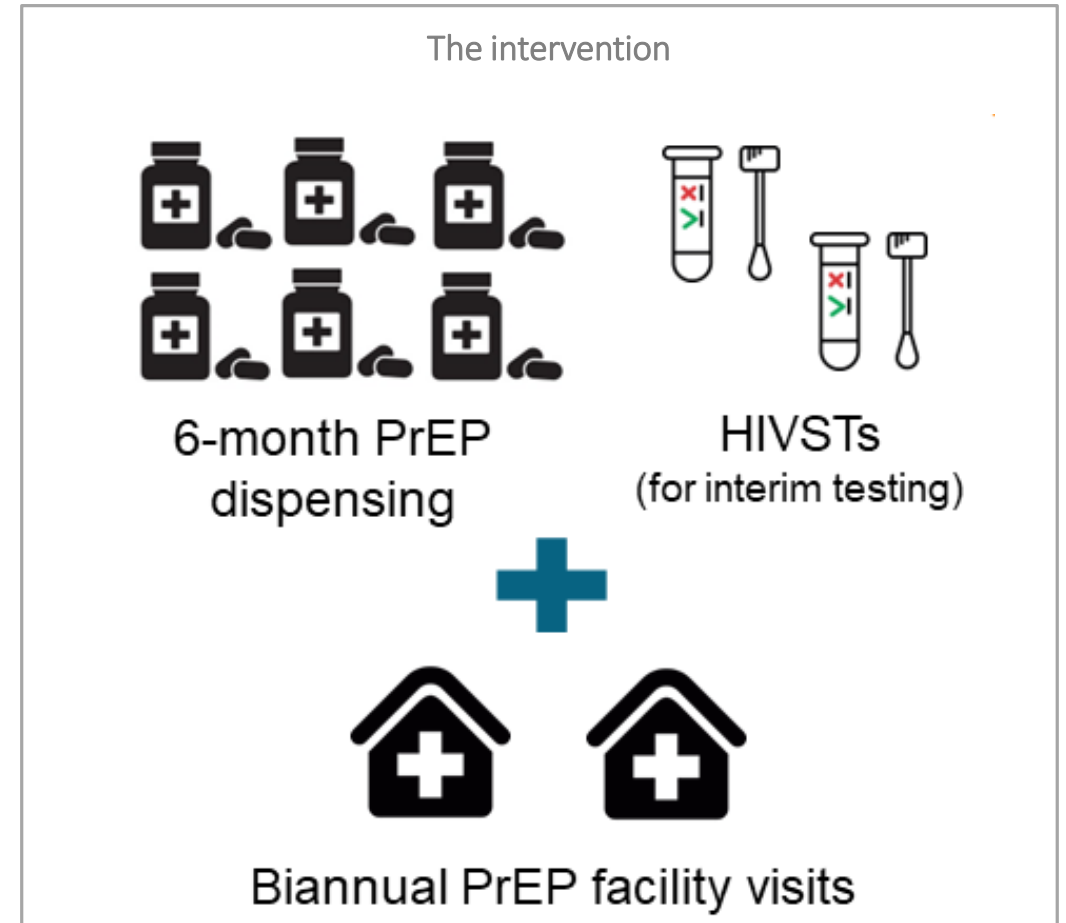 The intervention
6-month PrEP
dispensing
HIVSTs
(for interim testing)
Biannual PrEP facility visits